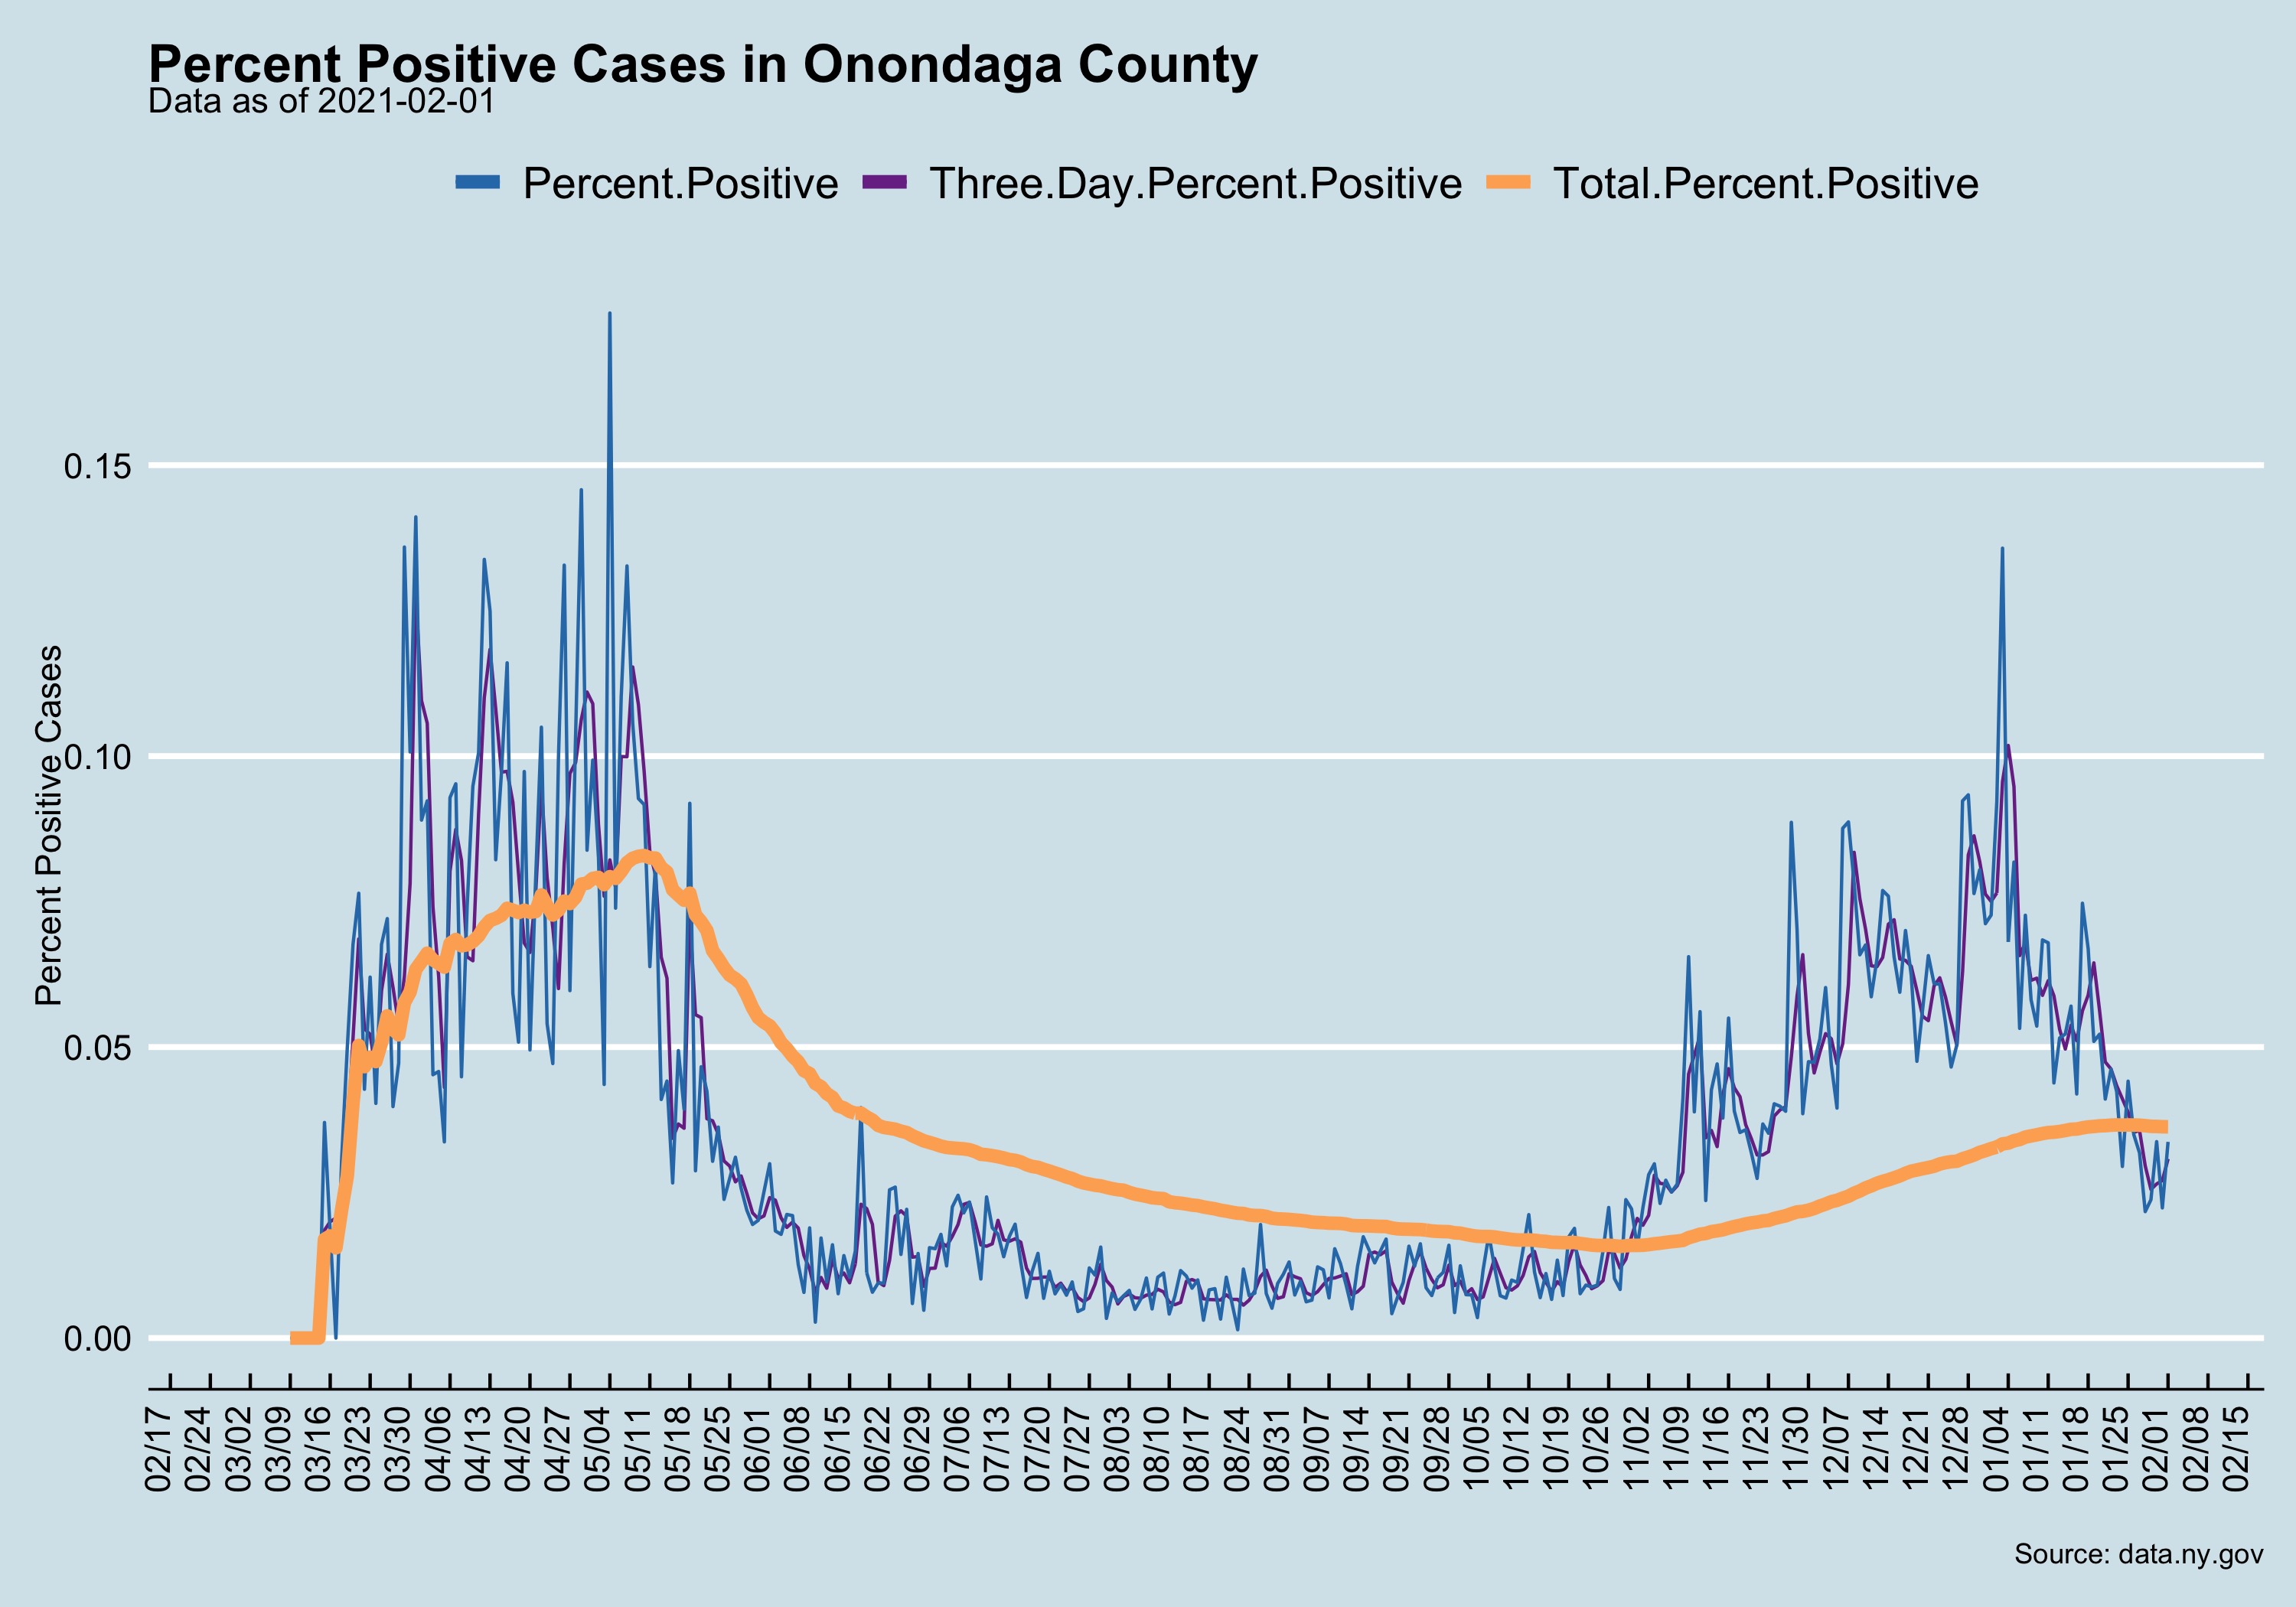 Percent Positive Cases in Onondaga County
Data as of 2021-02-01
Percent.Positive Three.Day.Percent.Positive Total.Percent.Positive
Percent Positive Cases
0.15
0.10
0.05
0.00
02/17 02/24 03/02 03/09 03/16 03/23 03/30 04/06 04/13 04/20 04/27 05/04 05/11 05/18 05/25 06/01 06/08 06/15 06/22 06/29 07/06 07/13 07/20 07/27 08/03 08/10 08/17 08/24 08/31 09/07 09/14 09/21 09/28 10/05 10/12 10/19 10/26 11/02 11/09 11/16 11/23 11/30 12/07 12/14 12/21 12/28 01/04 01/11 01/18 01/25 02/01 02/08 02/15
Source: data.ny.gov